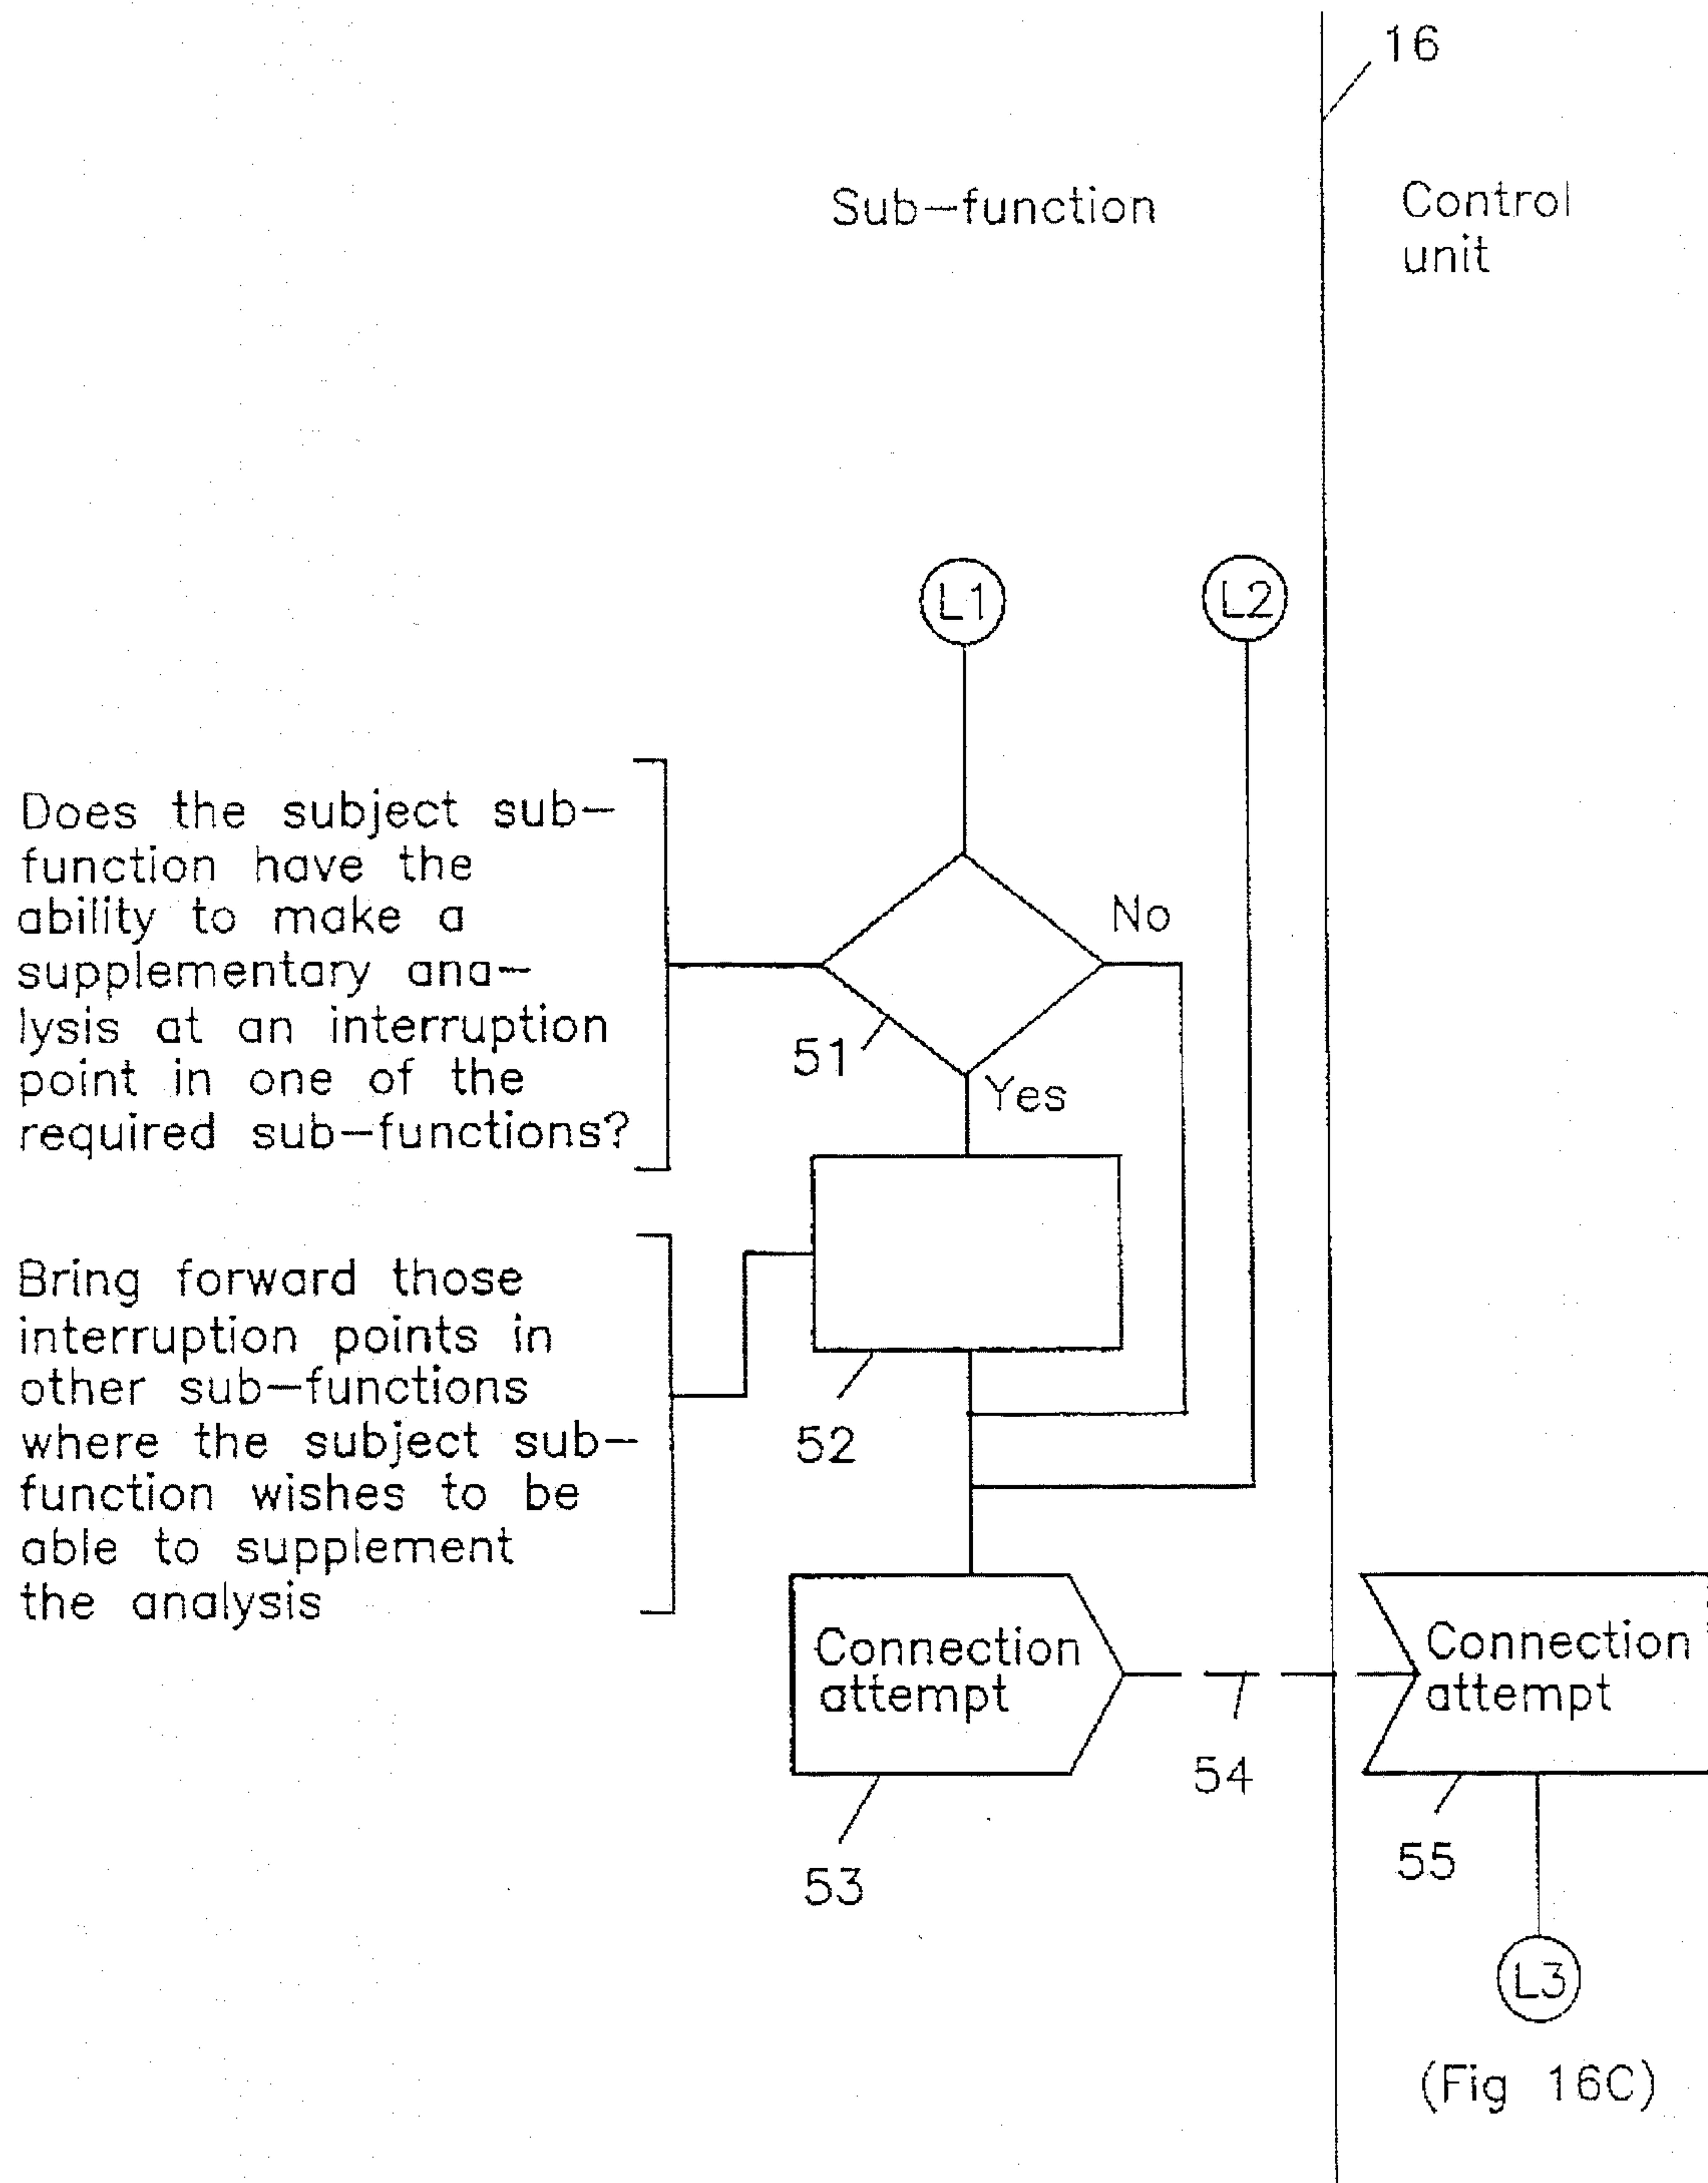 16
Sub-function
Control
unit
L1
L2
Does the subject sub-
function have the
ability to make a
supplementary ana-
lysis at an interruption
point in one of the
required sub-functions?
No
51
Yes
Bring forward those
interruption points in
other sub-functions
where the subject sub-
function wishes to be
able to supplement
the analysis
52
Connection
attempt
Connection
attempt
54
53
55
L3
(Fig 16C)